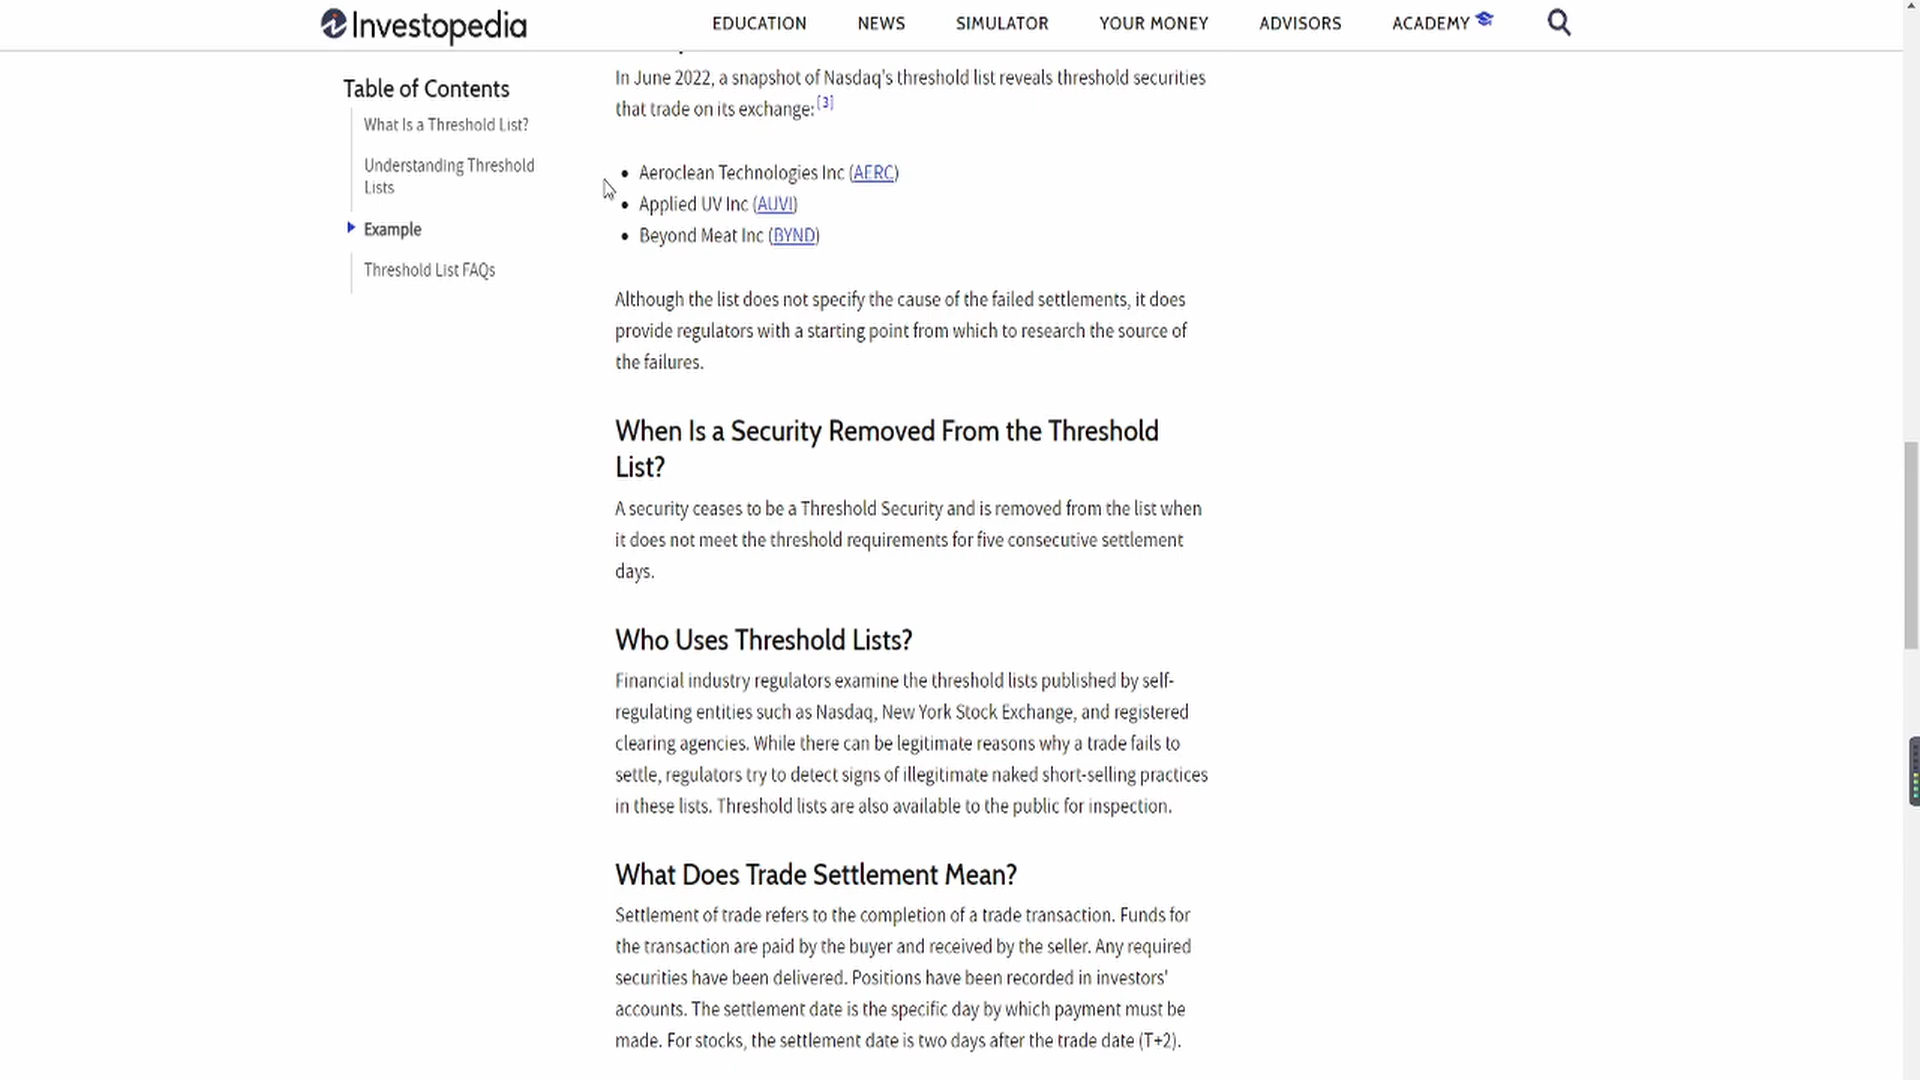 Investopedia
EDUCATION
NEWS
SIMULATOR
YOUR MONEY
ADVISORS
ACADEMY
Table of Contents
What Is a Threshold List?
Understanding Threshold
Lists
Example
Threshold List FAQs
In June 2022, a snapshot of Nasdaq's threshold list reveals threshold securities
that trade on its exchange:[3]
• Aeroclean Technologies Inc (AERC)
• Applied UV Inc (AUVI)
• Beyond Meat Inc (BYND)
Although the list does not specify the cause of the failed settlements, it does
provide regulators with a starting point from which to research the source of
the failures.
When Is a Security Removed From the Threshold
List?
A security ceases to be a Threshold Security and is removed from the list when
it does not meet the threshold requirements for five consecutive settlement
days.
Who Uses Threshold Lists?
Financial industry regulators examine the threshold lists published by self-
regulating entities such as Nasdaq, New York Stock Exchange, and registered
clearing agencies. While there can be legitimate reasons why a trade fails to
settle, regulators try to detect signs of illegitimate naked short-selling practices
in these lists. Threshold lists are also available to the public for inspection.
What Does Trade Settlement Mean?
Settlement of trade refers to the completion of a trade transaction. Funds for
the transaction are paid by the buyer and received by the seller. Any required
securities have been delivered. Positions have been recorded in investors'
accounts. The settlement date is the specific day by which payment must be
made. For stocks, the settlement date is two days after the trade date (T+2).